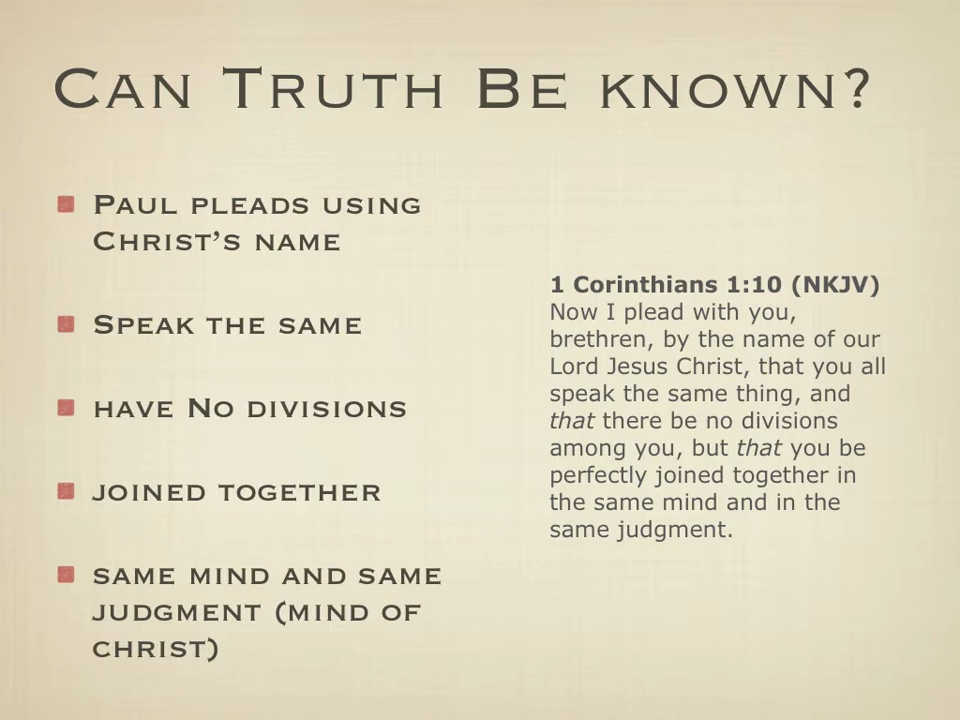 Can Truth Be known?
Paul pleads using
Christ's name
Speak the same
have No divisions
joined together
same mind and same
judgment (mind of
christ)
1 Corinthians 1:10 (NKJV)
Now I plead with you,
brethren, by the name of our
Lord Jesus Christ, that you all
speak the same thing, and
that there be no divisions
among you, but that you be
perfectly joined together in
the same mind and in the
same judgment.